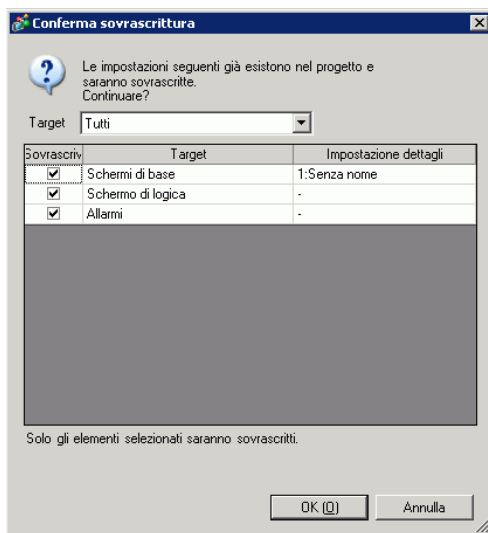 Conferma sovrascrittura
Le impostazioni seguenti già esistono nel progetto e
saranno sovrascritte.
Continuare?
Target Tutti
Sovrascriv Target Impostazione dettagli
Schermi di base 1:Senza nome
Schermo di logica -
Allarmi -
Solo gli elementi selezionati saranno sovrascritti.
OK (O) Annulla